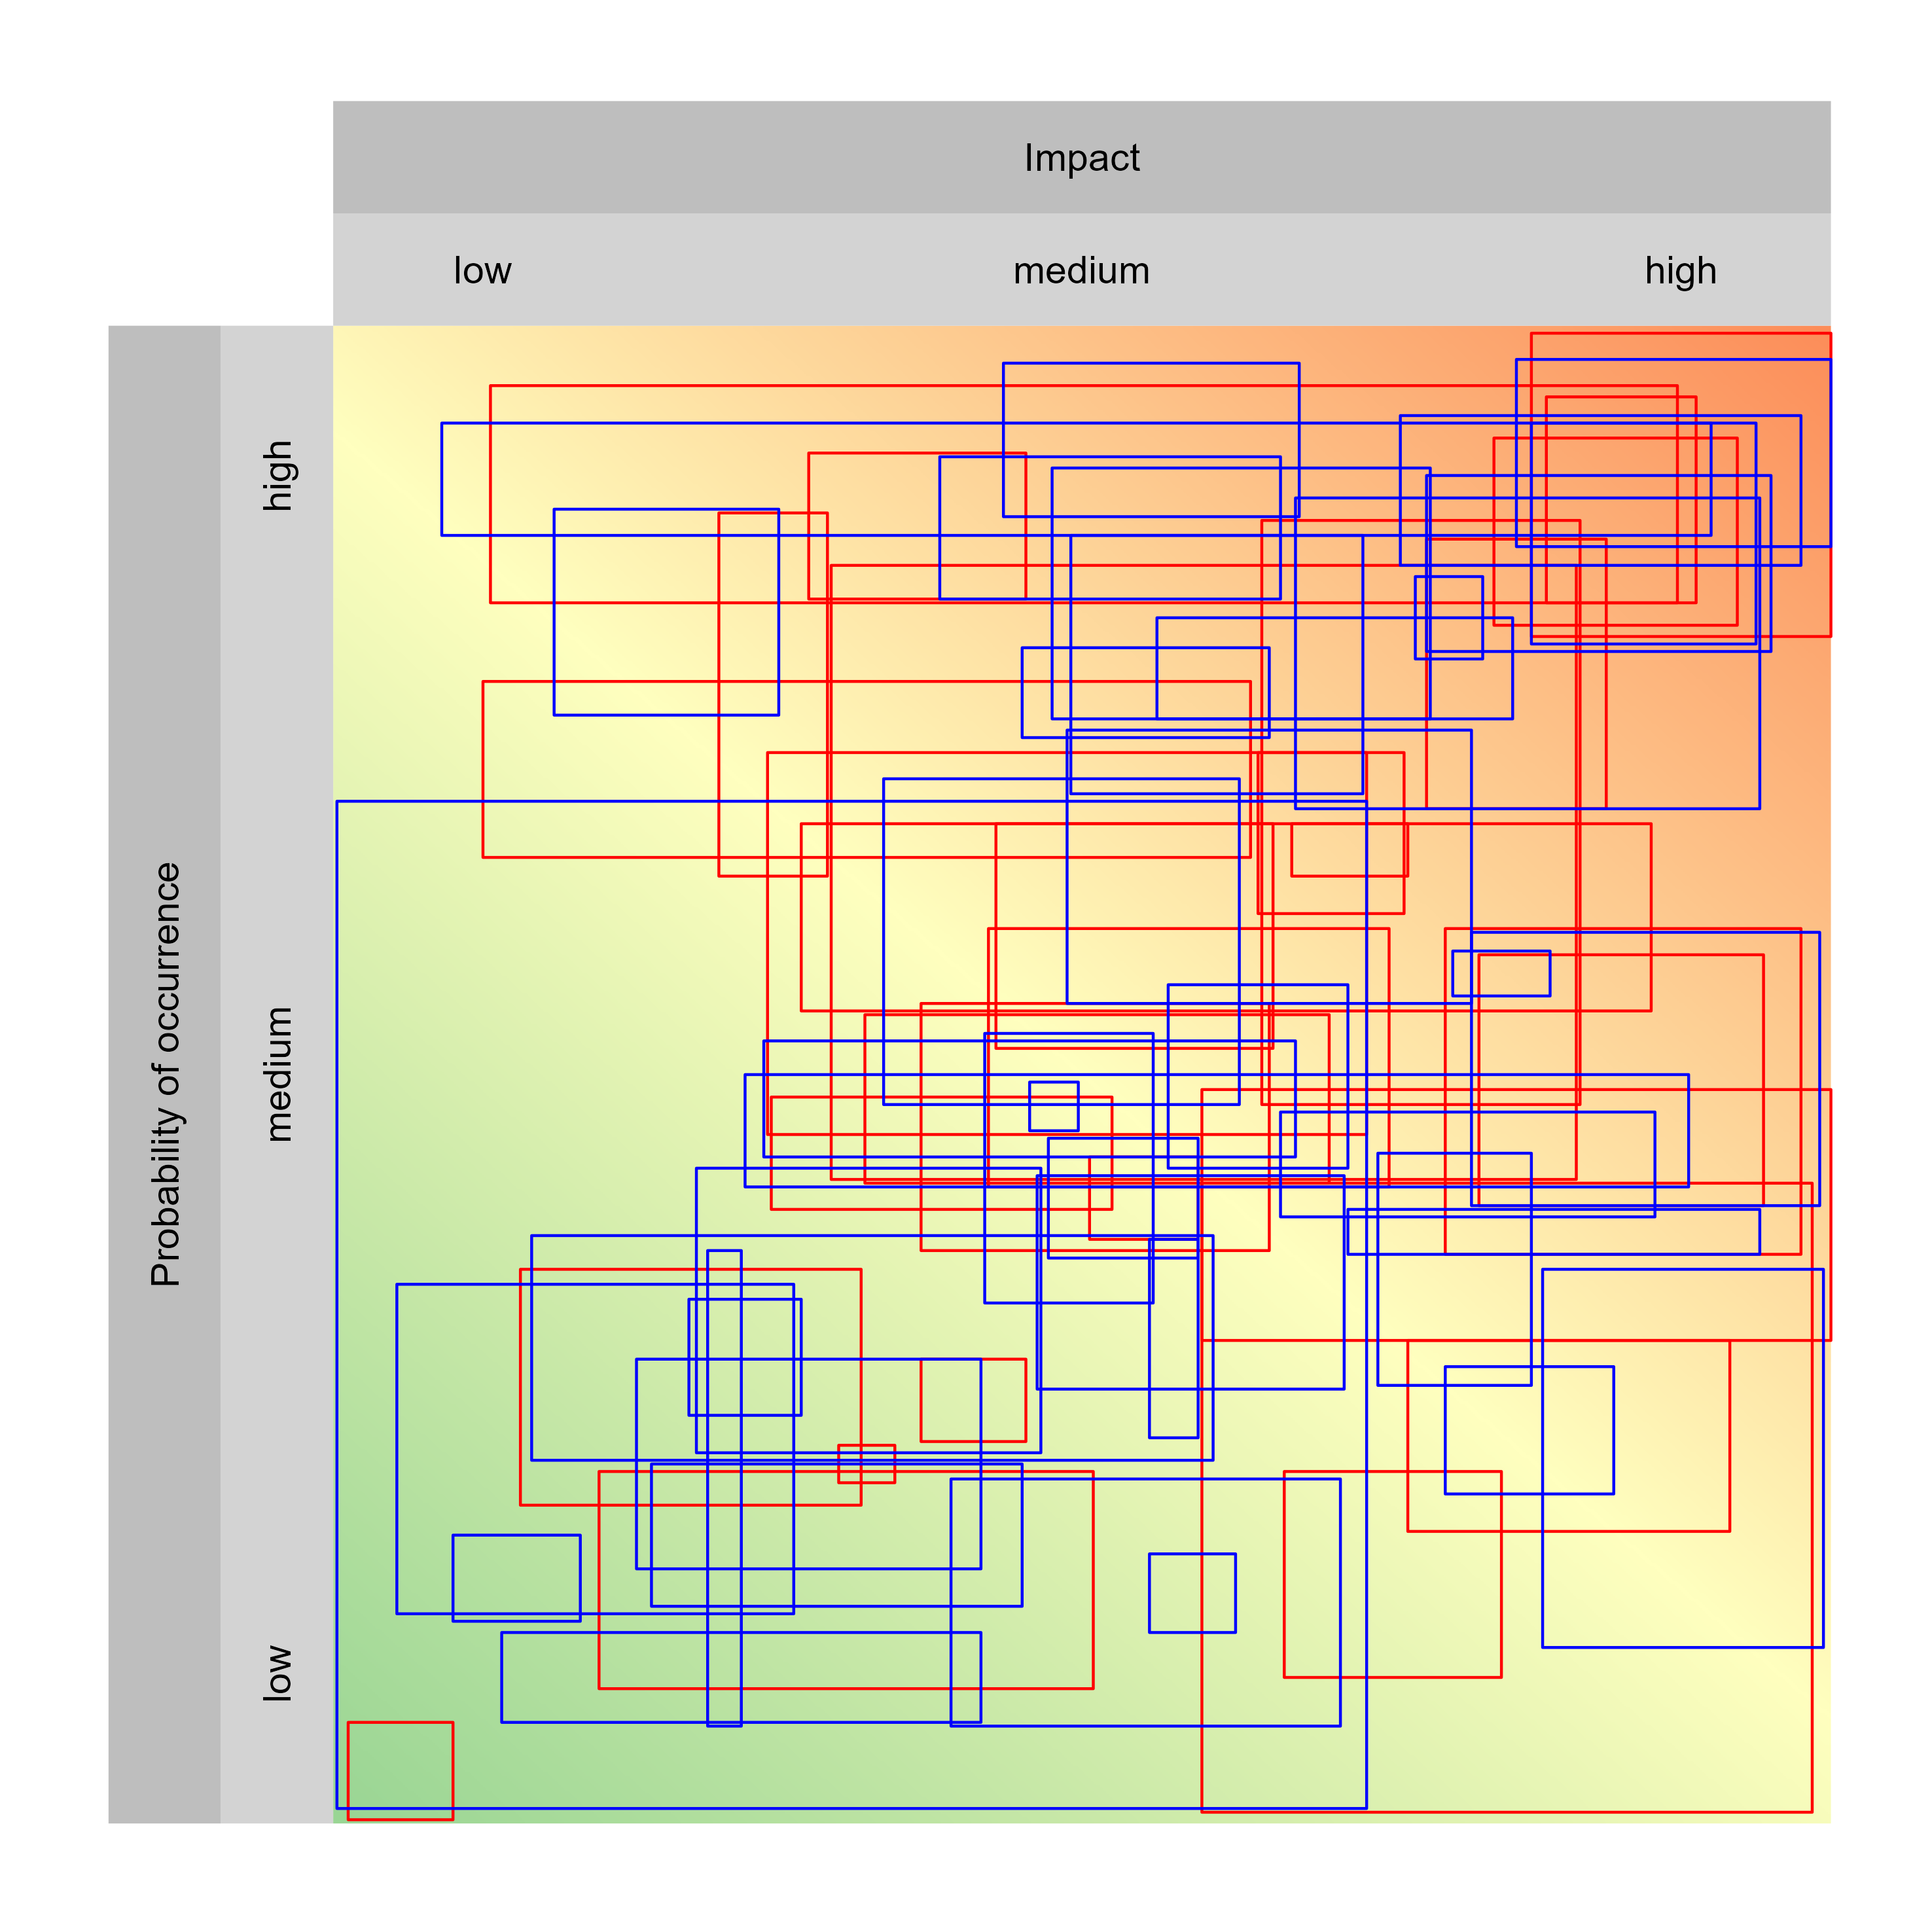 Impact
low
medium
high
Probability of occurrence
high
medium
low